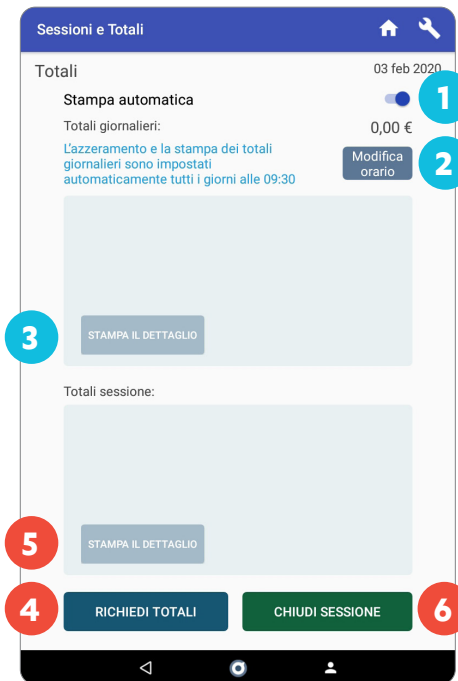 Sessioni e Totali
Totali
03 feb 2020
Stampa automatica
1
Totali giornalieri:
0,00 €
L'azzeramento e la stampa dei totali
giornalieri sono impostati
automaticamente tutti i giorni alle 09:30
Modifica
orario
2
3
STAMPA IL DETTAGLIO
Totali sessione:
5
STAMPA IL DETTAGLIO
4
RICHIEDI TOTALI
CHIUDI SESSIONE
6